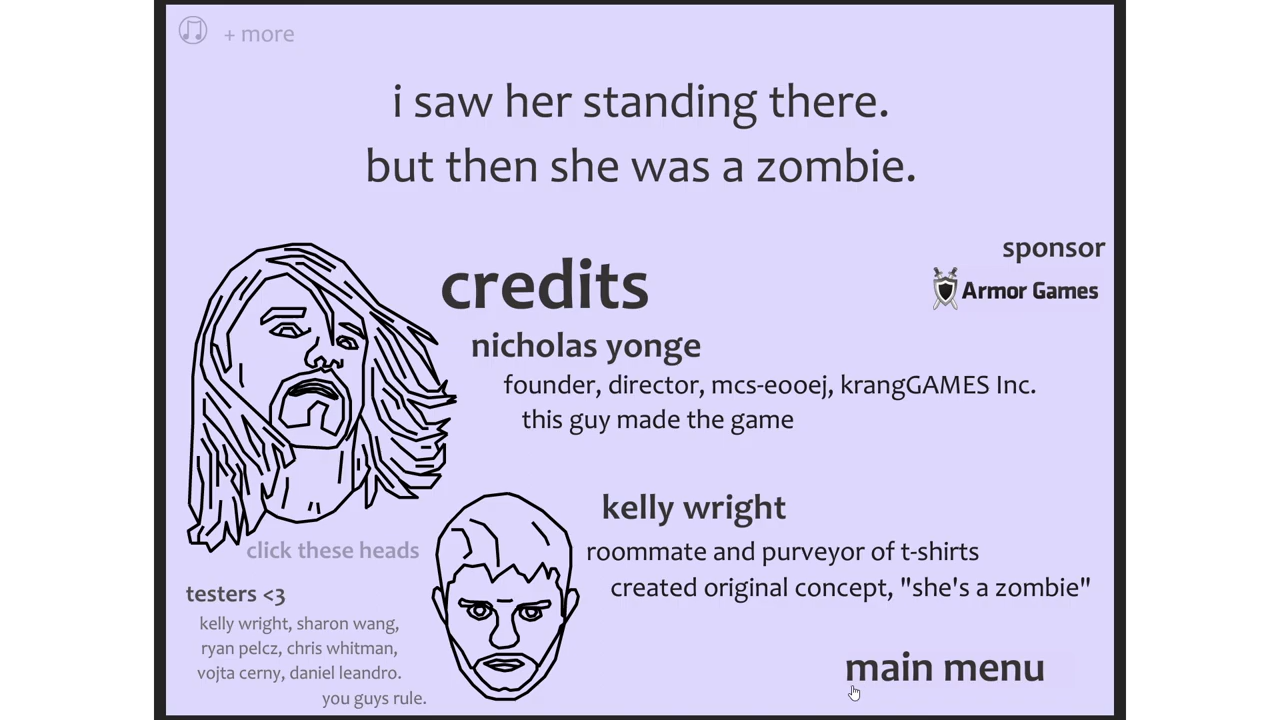 + more
i saw her standing there.
but then she was a zombie.
sponsor
Armor Games
credits
nicholas yonge
founder, director, mcs-eooej, krangGAMES Inc.
this guy made the game
kelly wright
roommate and purveyor of t-shirts
created original concept, "she's a zombie"
click these heads
testers <3
kelly wright, sharon wang,
ryan pelcz, chris whitman,
vojta cerny, daniel leandro.
you guys rule.
main menu